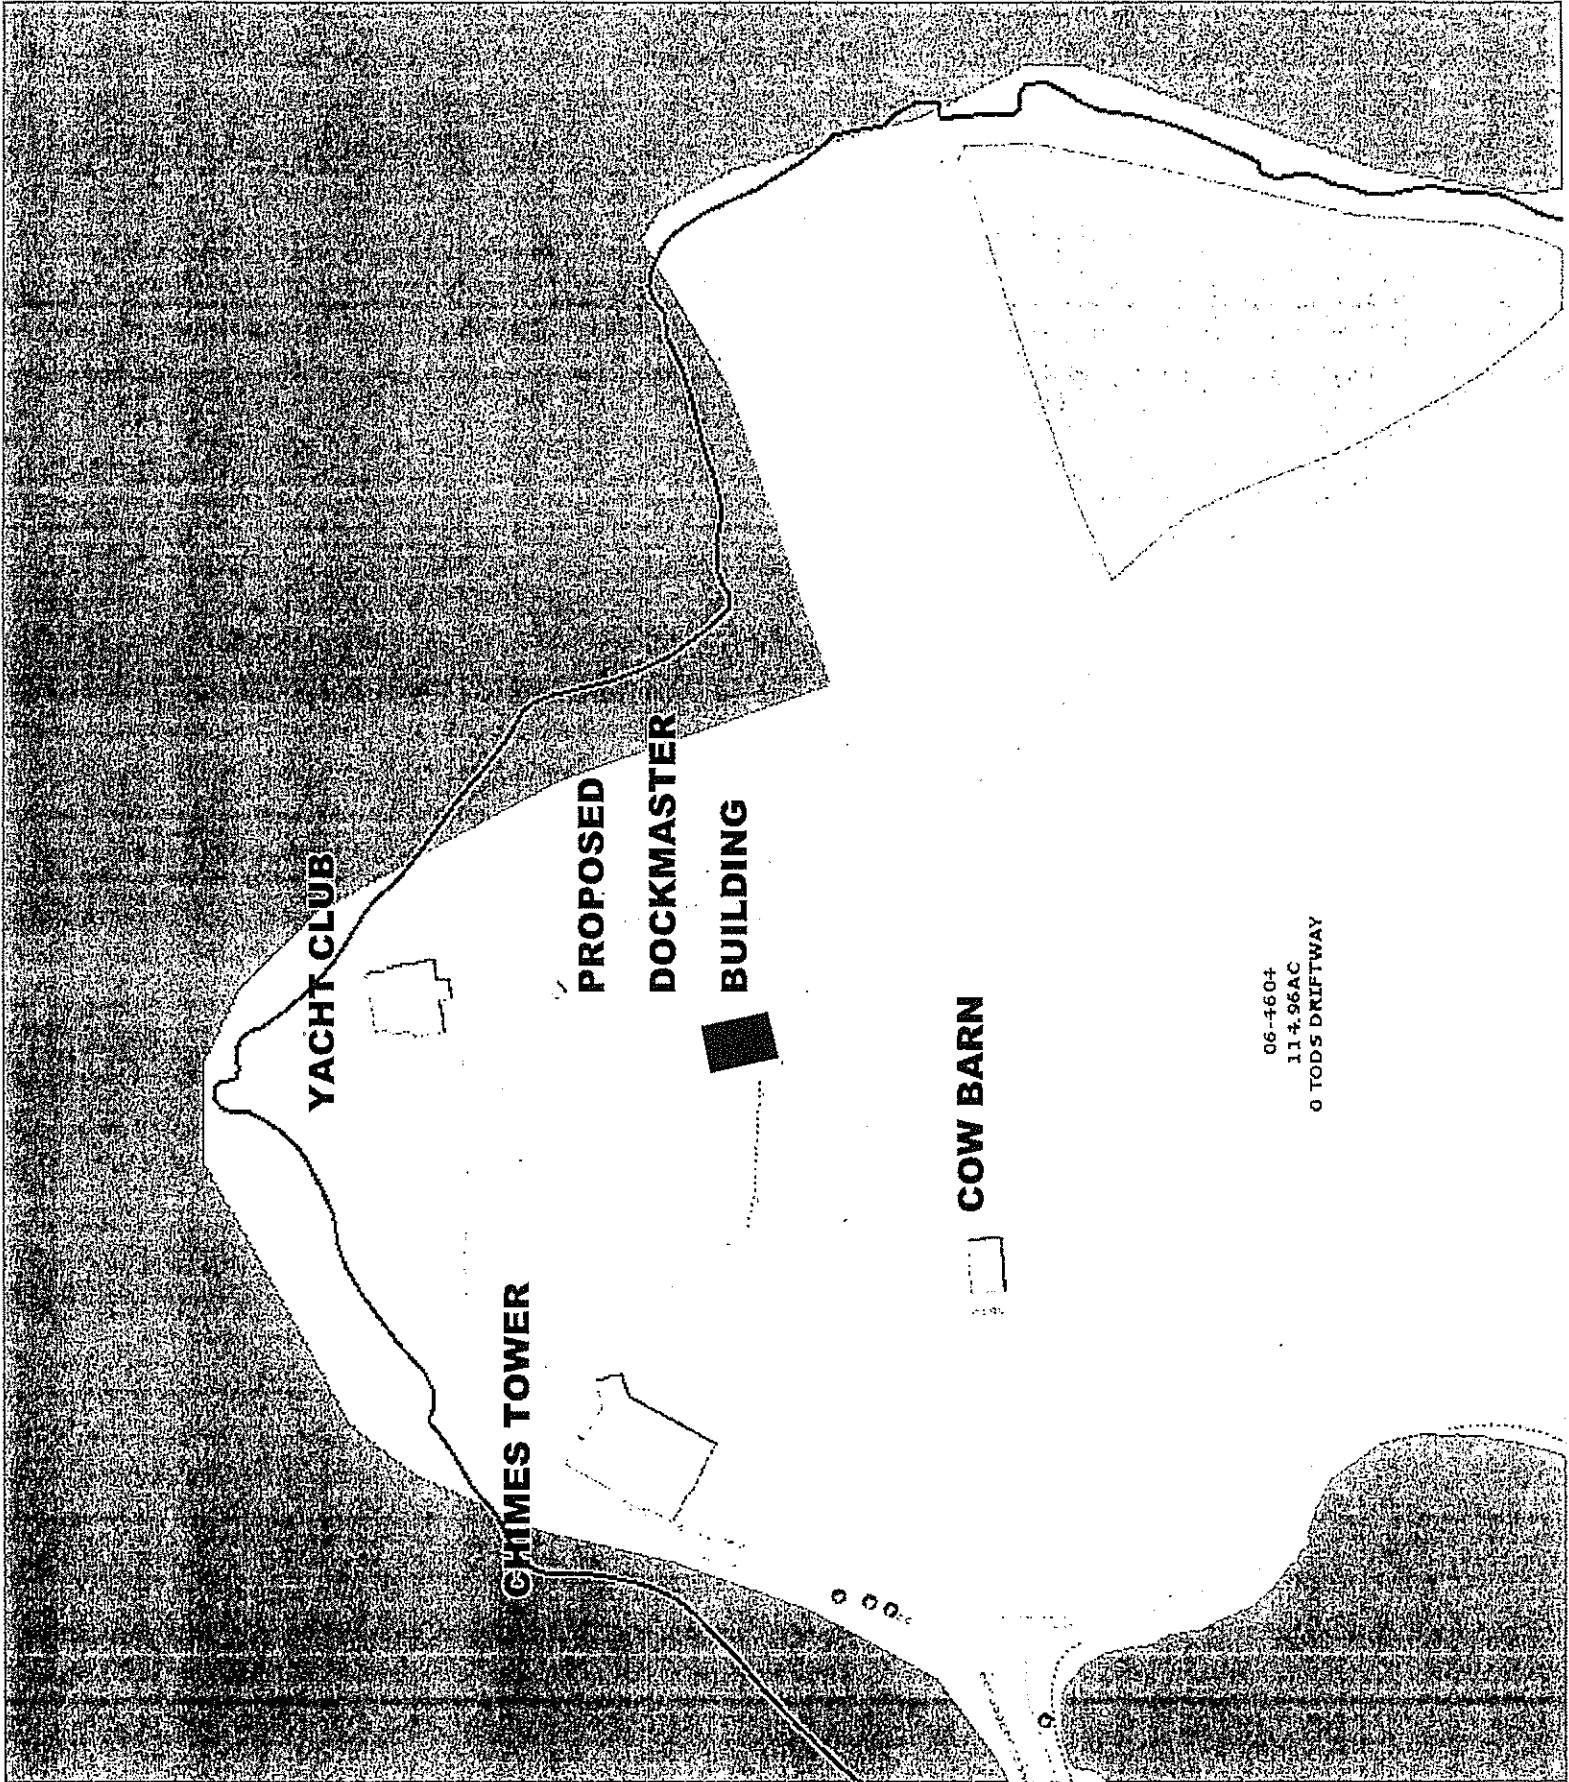 YACHT CLUB
CHIMES TOWER
PROPOSED
DOCKMASTER
BUILDING
COW BARN
06-4604
114.96AC
0 TODS DRIFTWAY